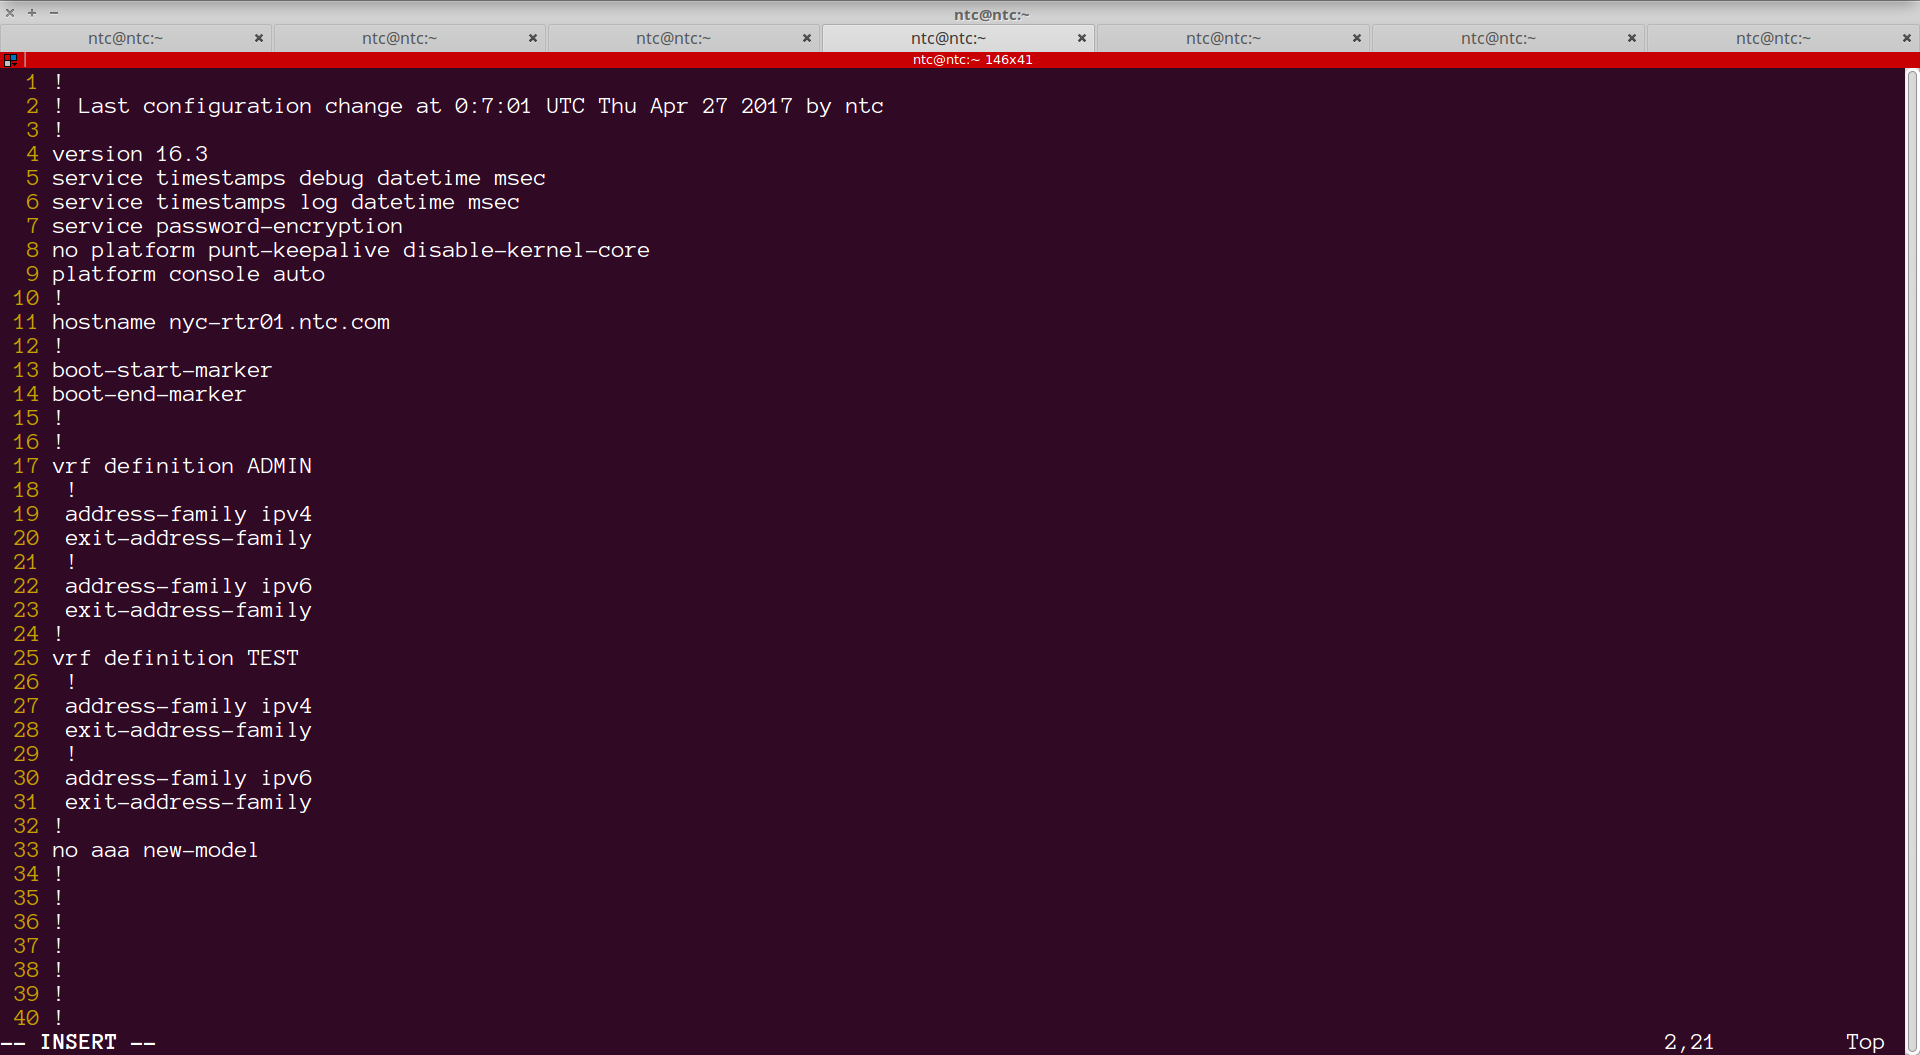 ntc@ntc:~
ntc@ntc:~ ntc@ntc:~ ntc@ntc:~ ntc@ntc:~ ntc@ntc:~ ntc@ntc:~ ntc@ntc:~
ntc@ntc:~ 146x41
1 !
2 ! Last configuration change at 0:7:01 UTC Thu Apr 27 2017 by ntc
3 !
4 version 16.3
5 service timestamps debug datetime msec
6 service timestamps log datetime msec
7 service password-encryption
8 no platform punt-keepalive disable-kernel-core
9 platform console auto
10 !
11 hostname nyc-rtr01.ntc.com
12 !
13 boot-start-marker
14 boot-end-marker
15 !
16 !
17 vrf definition ADMIN
18  !
19  address-family ipv4
20  exit-address-family
21  !
22  address-family ipv6
23  exit-address-family
24 !
25 vrf definition TEST
26  !
27  address-family ipv4
28  exit-address-family
29  !
30  address-family ipv6
31  exit-address-family
32 !
33 no aaa new-model
34 !
35 !
36 !
37 !
38 !
39 !
40 !
-- INSERT -- 2,21 Top